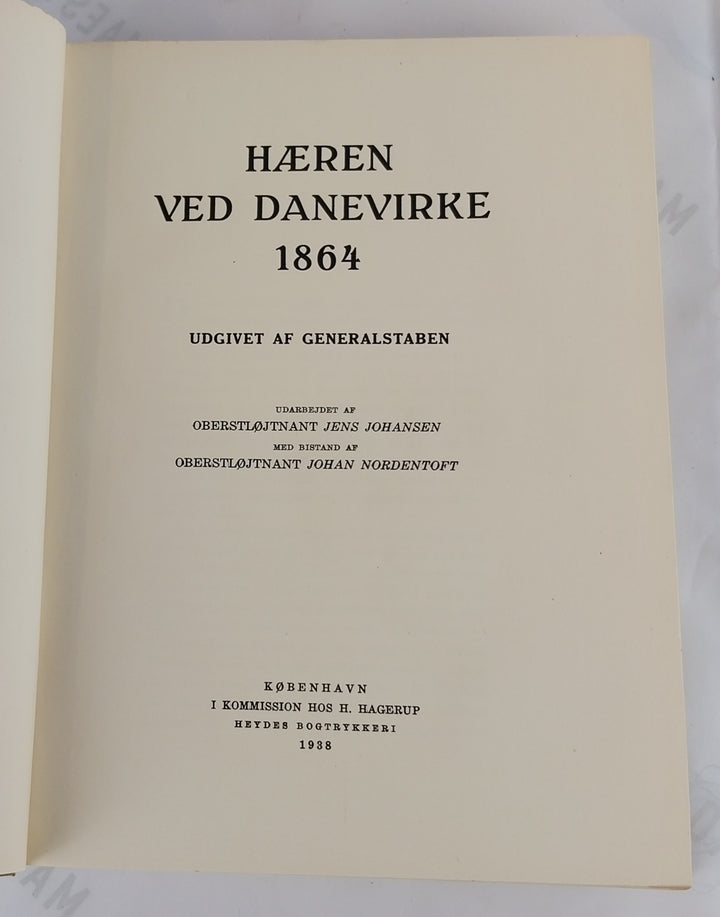 HÆREN
VED DANEVIRKE
1864
UDGIVET AF GENERALSTABEN
UDARBEJDET AF
OBERSTLØJTNANT JENS JOHANSEN
MED BISTAND AF
OBERSTLØJTNANT JOHAN NORDENTOFT
KØBENHAVN
I KOMMISSION HOS H. HAGERUP
HEYDES BOGTRYKKERI
1938